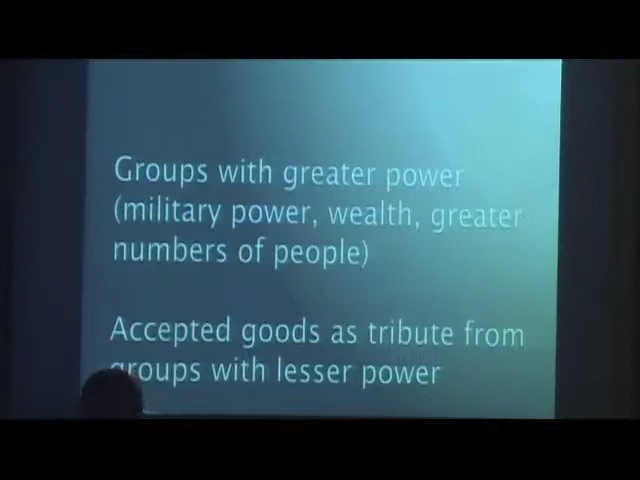 Groups with greater power
(military power, wealth, greater
numbers of people)
Accepted goods as tribute from
groups with lesser power